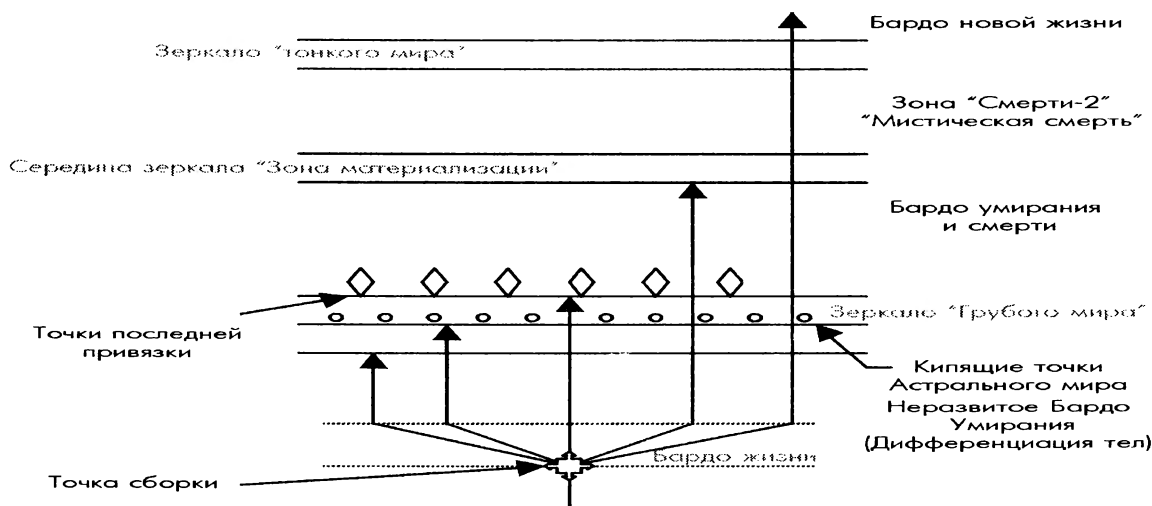 Бардо новой жизни
Зеркало "тонкого мира"
Зона "Смерти-2"
"Мистическая смерть"
Середина зеркала "Зона материализации"
Бардо умирания
и смерти
Зеркало "Грубого мира"
Точки последней
привязки
Кипящие точки
Астрального мира
Неразвитое Бардо
Умирания
(Дифференциация тел)
Бардо жизни
Точка сборки